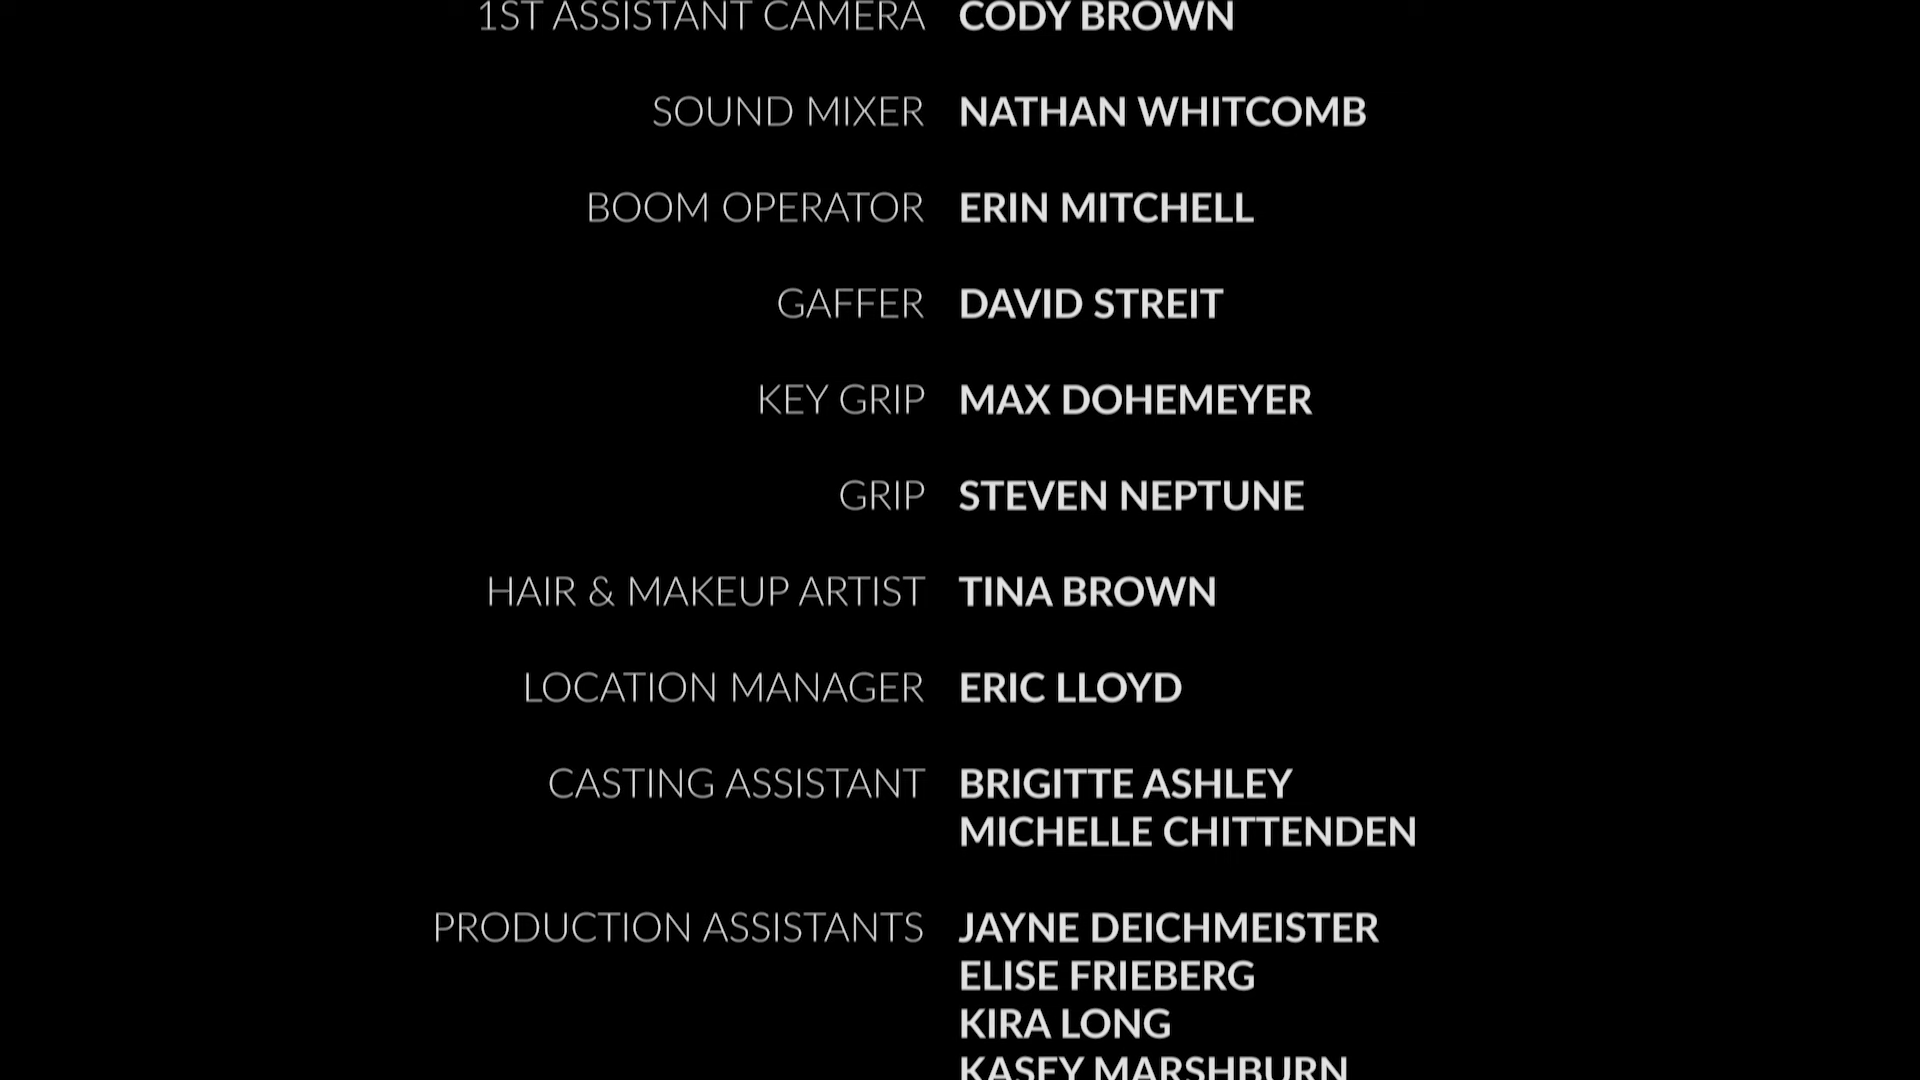 1ST ASSISTANT CAMERA CODY BROWN
SOUND MIXER NATHAN WHITCOMB
BOOM OPERATOR ERIN MITCHELL
GAFFER DAVID STREIT
KEY GRIP MAX DOHEMEYER
GRIP STEVEN NEPTUNE
HAIR & MAKEUP ARTIST TINA BROWN
LOCATION MANAGER ERIC LLOYD
CASTING ASSISTANT BRIGITTE ASHLEY
MICHELLE CHITTENDEN
PRODUCTION ASSISTANTS JAYNE DEICHMEISTER
ELISE FRIEBERG
KIRA LONG
KASEY MARSHBURN